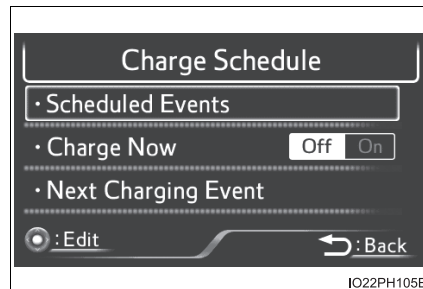 Charge Schedule
· Scheduled Events
· Charge Now Off On
· Next Charging Event
:Edit :Back
IO22PH105E